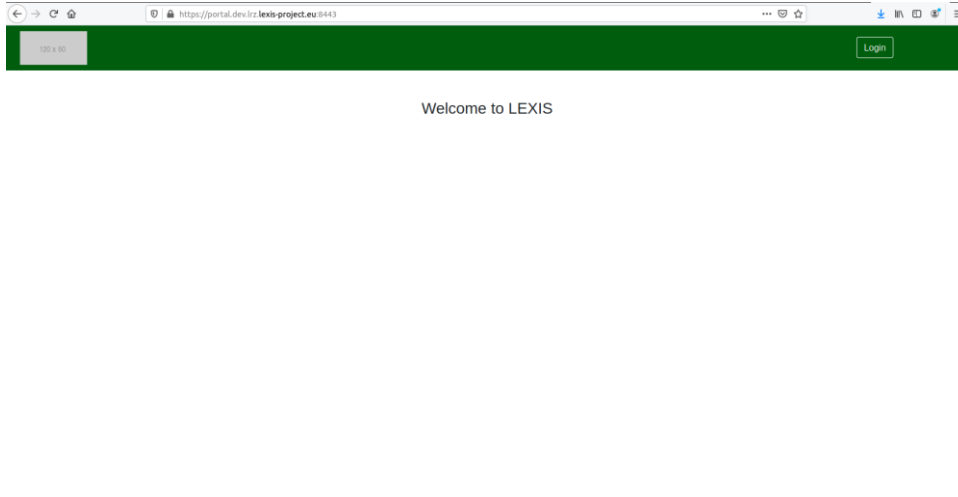 https://portal.dev.lrz.lexis-project.eu:8443
120 x 60
Login
Welcome to LEXIS